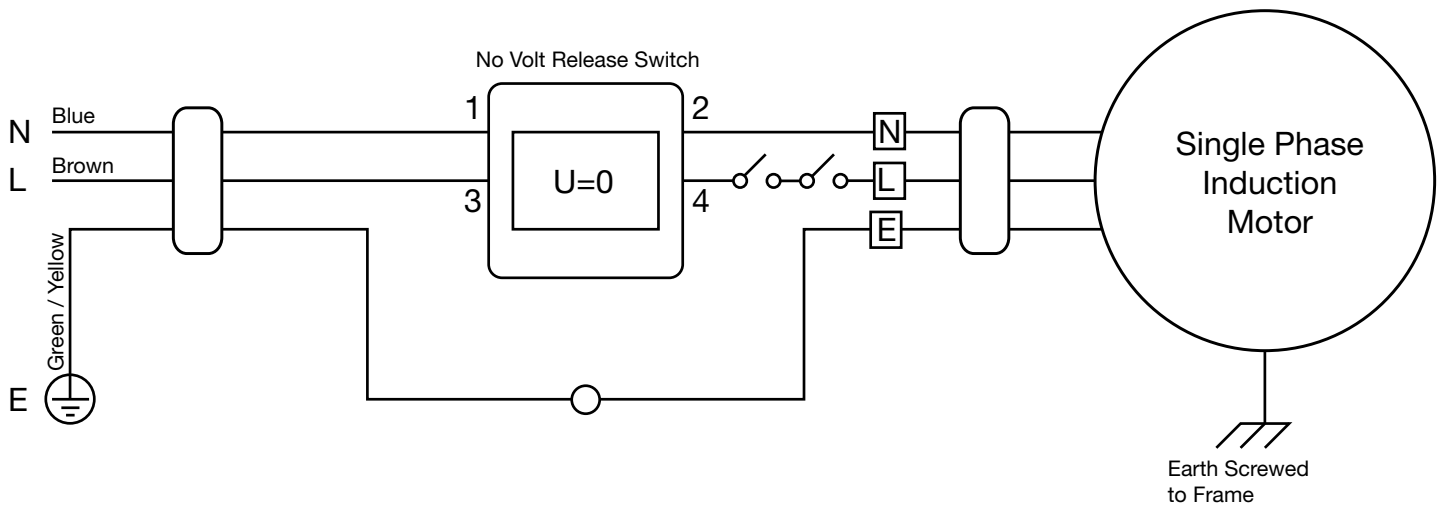 No Volt Release Switch
N
Blue
1
2
N
L
Brown
3
U=0
4
L
E
Green / Yellow
E
Single Phase
Induction
Motor
Earth Screwed
to Frame